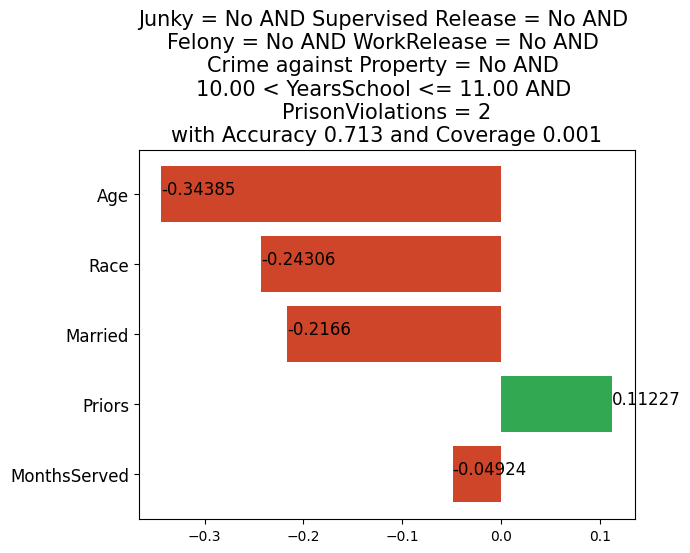 Junky = No AND Supervised Release = No AND
Felony = No AND WorkRelease = No AND
Crime against Property = No AND
10.00 < YearsSchool <= 11.00 AND
PrisonViolations = 2
with Accuracy 0.713 and Coverage 0.001
Age
-0.34385
Race
-0.24306
Married
-0.2166
Priors
0.11227
MonthsServed
-0.04924
−0.3
−0.2
−0.1
0.0
0.1